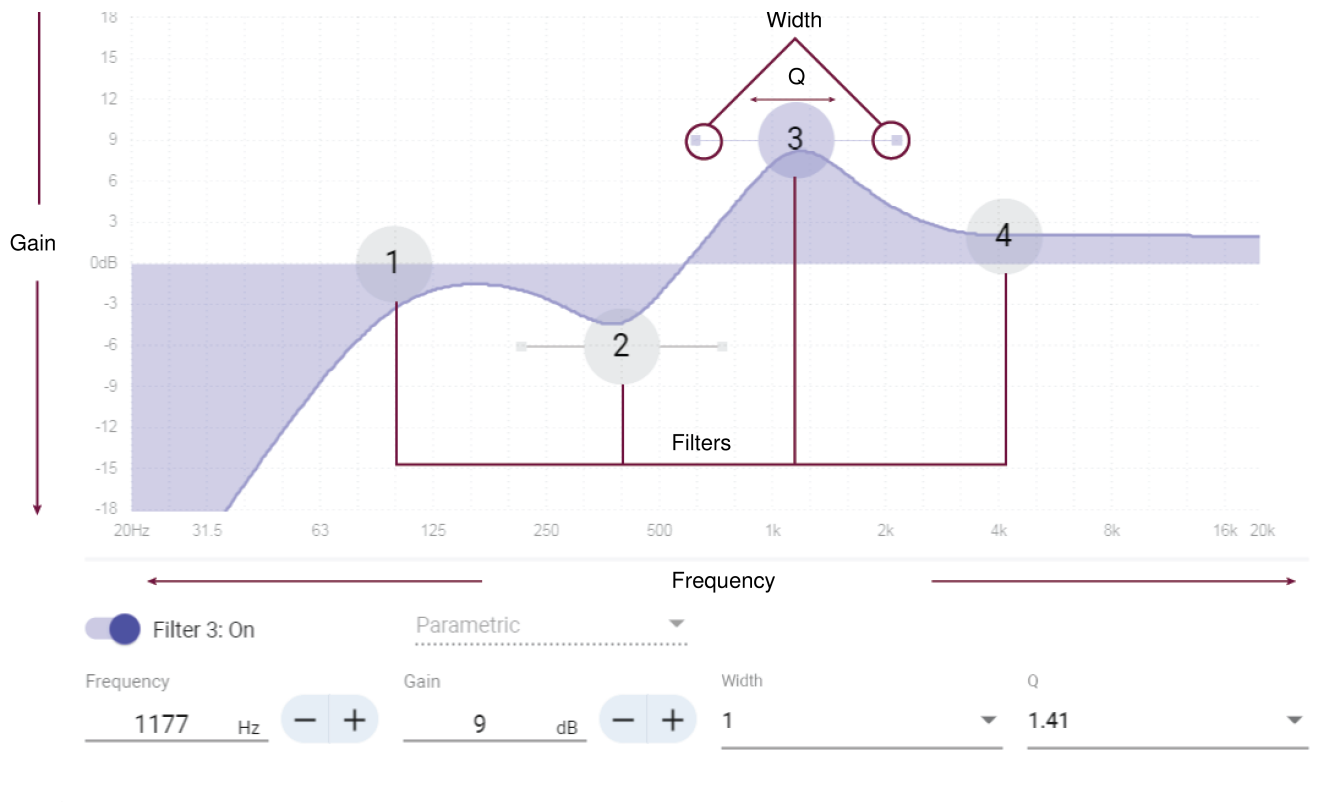 18
Width
15
Q
12
9
3
6
3
Gain
4
1
0dB
-3
2
-6
-9
-12
Filters
-15
-18
20Hz 31.5 63 125 250 500 1k 2k 4k 8k 16k 20k
Frequency
Filter 3: On Parametric
Frequency Gain Width Q
1177 Hz − + 9 dB − + 1 1.41